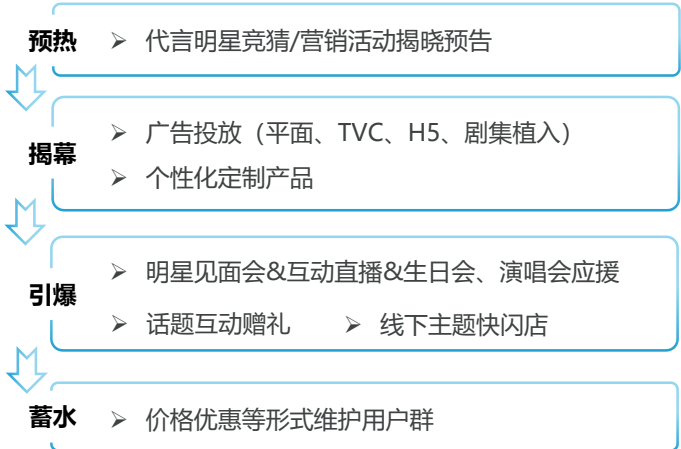 预热 ➢ 代言明星竞猜/营销活动揭晓预告
揭幕
➢ 广告投放（平面、TVC、H5、剧集植入）
➢ 个性化定制产品
引爆
➢ 明星见面会&互动直播&生日会、演唱会应援
➢ 话题互动赠礼 ➢ 线下主题快闪店
蓄水 ➢ 价格优惠等形式维护用户群